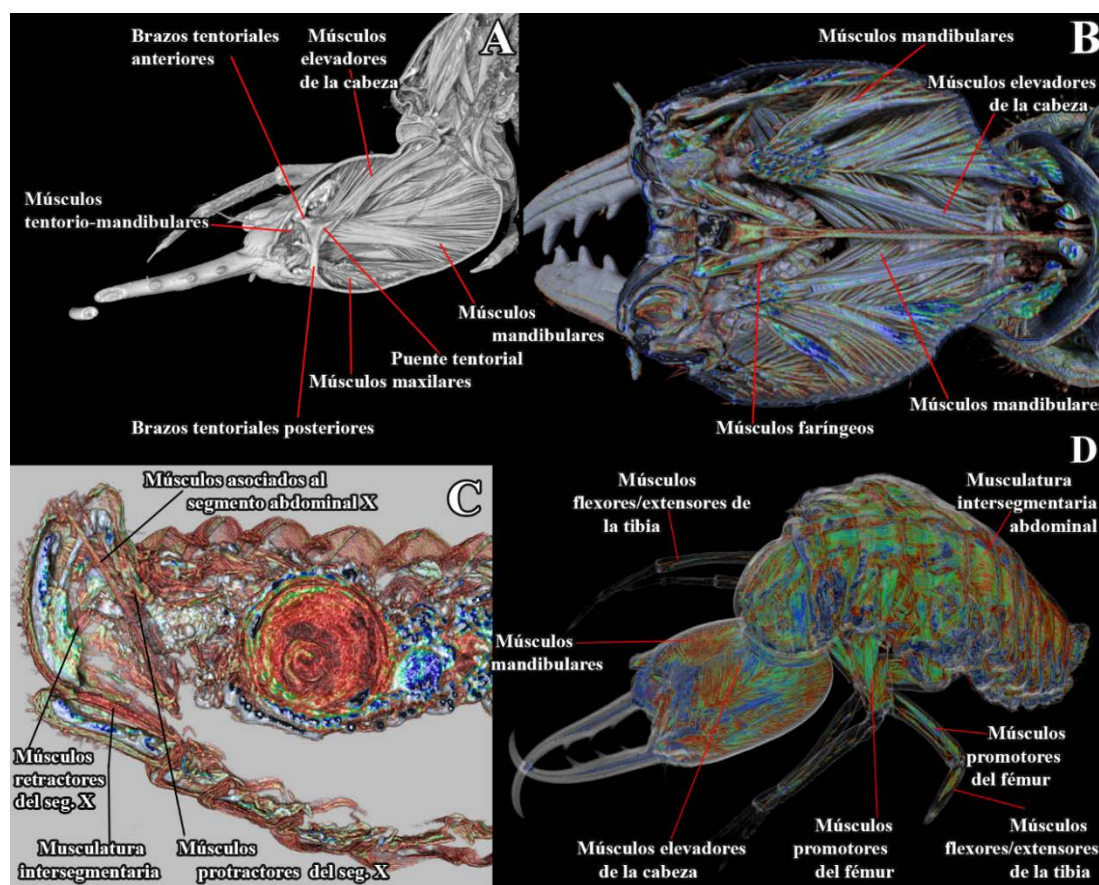 A
Brazos tentoriales
anteriores
Músculos
elevadores
de la cabeza
Músculos
tentorio-mandibulares
Músculos
mandibulares
Puente tentorial
Músculos maxilares
Brazos tentoriales posteriores
B
Músculos mandibulares
Músculos elevadores
de la cabeza
Músculos mandibulares
Músculos faríngeos
C
Músculos asociados al
segmento abdominal X
Músculos
retractores
del seg. X
Musculatura
intersegmentaria
Músculos
protractores del seg. X
D
Músculos
flexores/extensores de
la tibia
Musculatura
intersegmentaria
abdominal
Músculos
mandibulares
Músculos
promotores
del fémur
Músculos elevadores
de la cabeza
Músculos
promotores
del fémur
Músculos
flexores/extensores
de la tibia